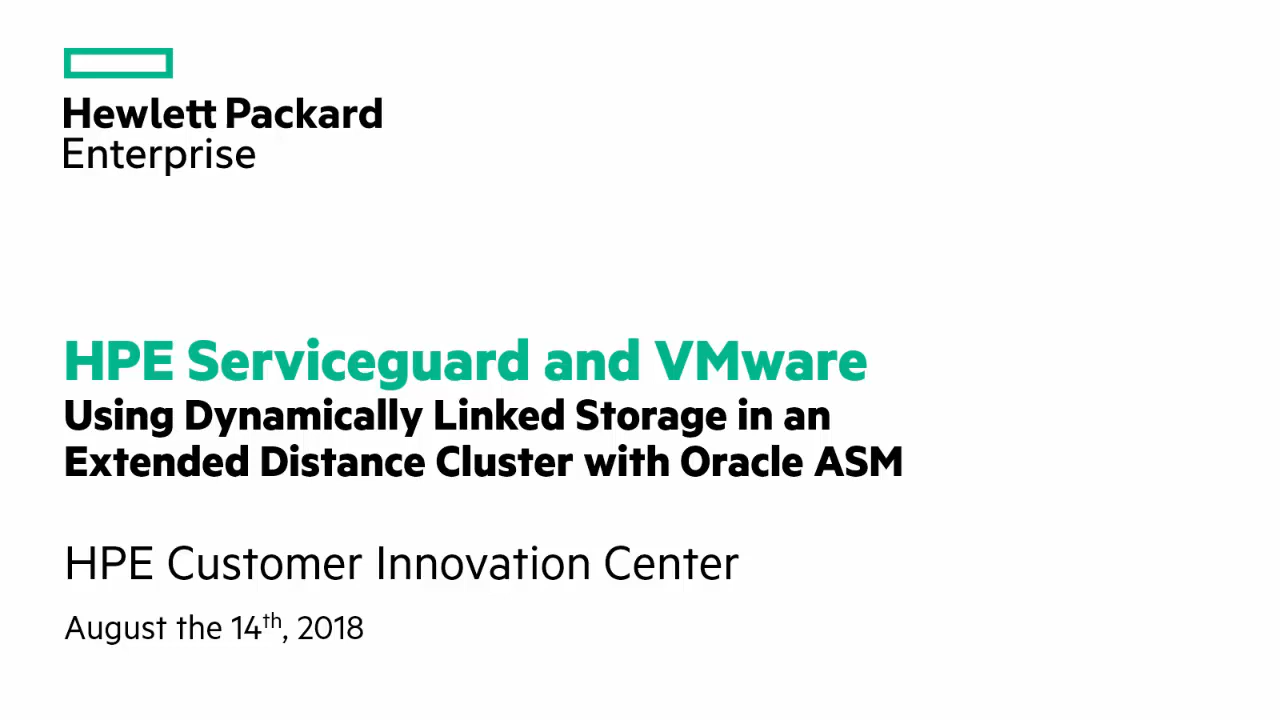 Hewlett Packard
Enterprise
HPE Serviceguard and VMware
Using Dynamically Linked Storage in an
Extended Distance Cluster with Oracle ASM
HPE Customer Innovation Center
August the 14th, 2018